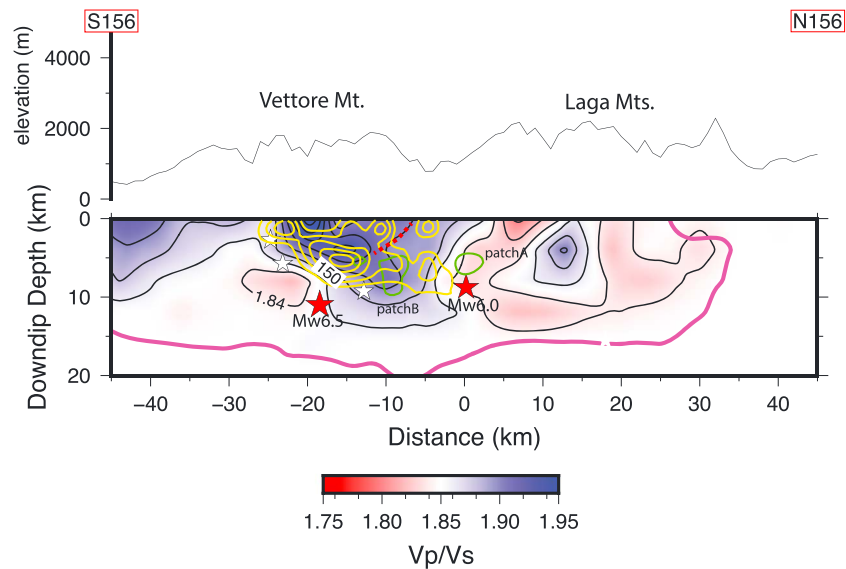 S156
N156
elevation (m)
4000
2000
0
Vettore Mt.
Laga Mts.
Downdip Depth (km)
0
10
20
patchA
150
1.84
Mw6.5
patchB
Mw6.0
−40
−30
−20
−10
0
10
20
30
40
Distance (km)
1.75
1.80
1.85
1.90
1.95
Vp/Vs